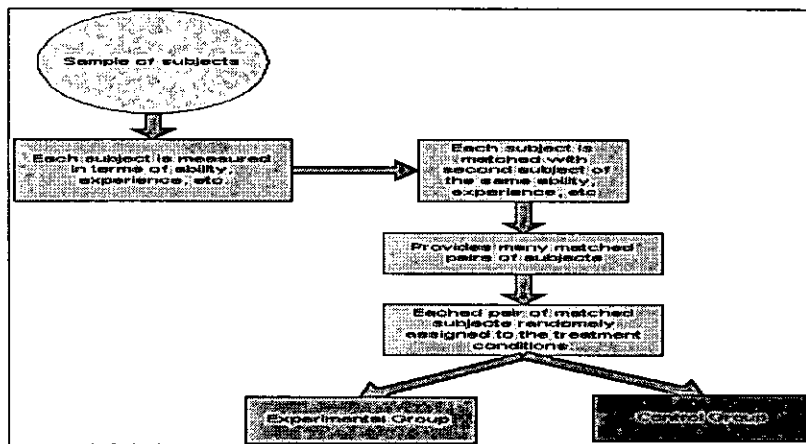 Sample of subjects
Each subject is measured
in terms of ability,
experience, etc.
Each subject is
matched with
second subject of
the same ability,
experience, etc
Provides many matched
pairs of subjects
Eached pair of matched
subjects randomely
assigned to the treatment
conditions.
Experimental Group
Control Group